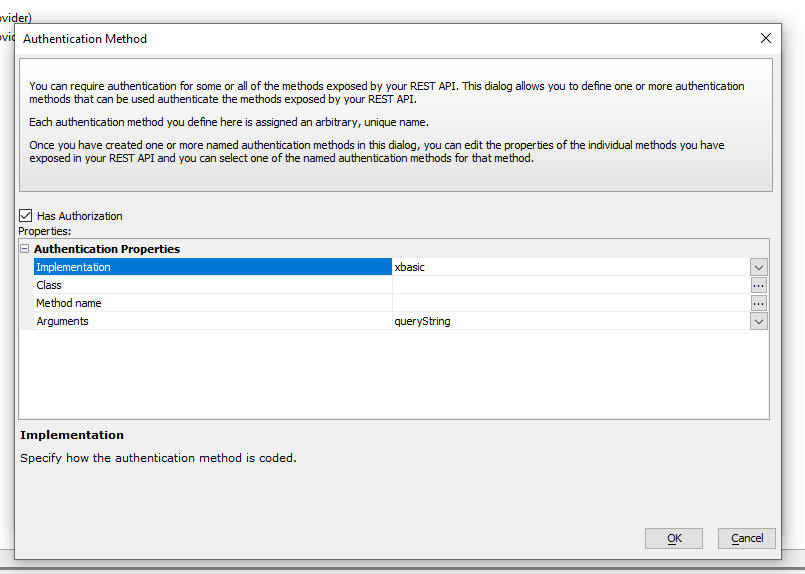 ovider)
Authentication Method
You can require authentication for some or all of the methods exposed by your REST API. This dialog allows you to define one or more authentication
methods that can be used authenticate the methods exposed by your REST API.
Each authentication method you define here is assigned an arbitrary, unique name.
Once you have created one or more named authentication methods in this dialog, you can edit the properties of the individual methods you have
exposed in your REST API and you can select one of the named authentication methods for that method.
Has Authorization
Properties:
Authentication Properties
Implementation xbasic
Class
Method name
Arguments queryString
Implementation
Specify how the authentication method is coded.
OK Cancel